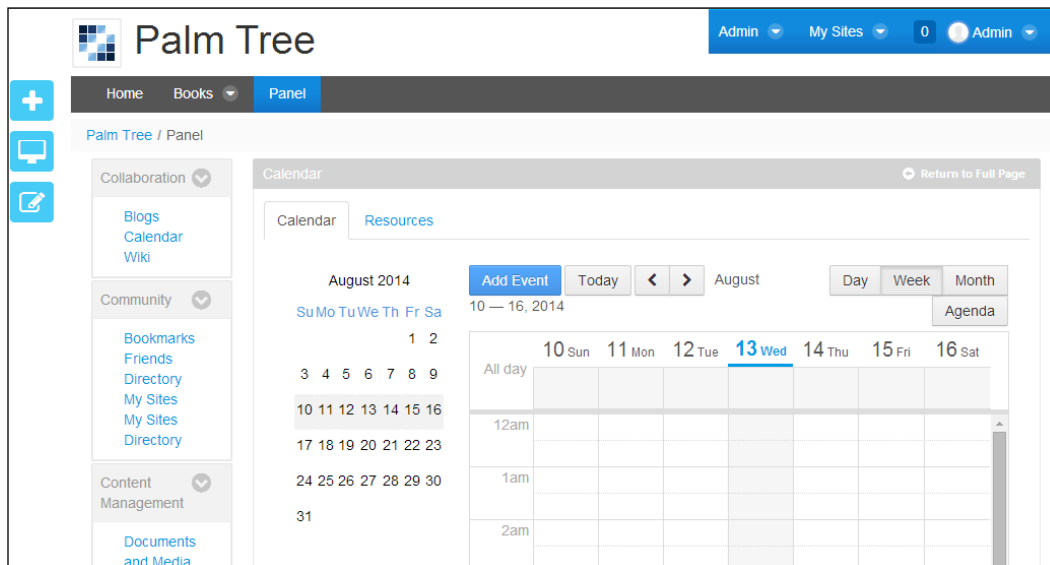 Palm Tree
Admin My Sites 0 Admin
Home Books Panel
Palm Tree / Panel
Collaboration
Blogs
Calendar
Wiki
Community
Bookmarks
Friends
Directory
My Sites
My Sites
Directory
Content
Management
Documents
and Media
Calendar Return to Full Page
Calendar Resources
August 2014
Su Mo Tu We Th Fr Sa
1 2
3 4 5 6 7 8 9
10 11 12 13 14 15 16
17 18 19 20 21 22 23
24 25 26 27 28 29 30
31
Add Event Today August Day Week Month
10 — 16, 2014 Agenda
10 Sun 11 Mon 12 Tue 13 Wed 14 Thu 15 Fri 16 Sat
All day
12am
1am
2am